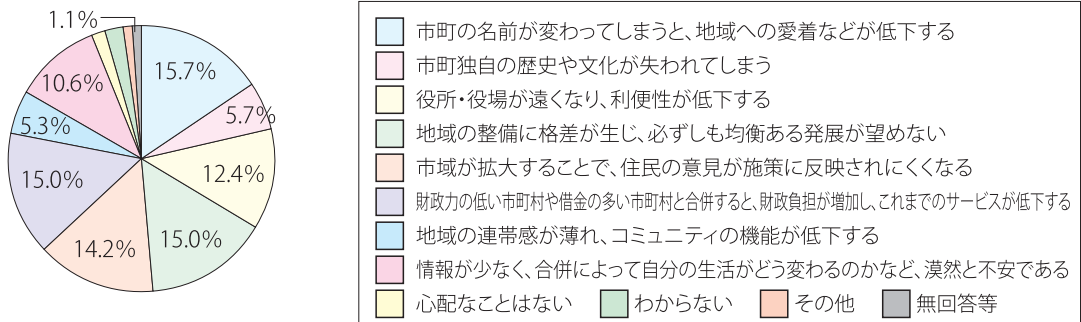 1.1%
15.7%
10.6%
5.7%
5.3%
12.4%
15.0%
15.0%
14.2%
市町の名前が変わってしまうと、地域への愛着などが低下する
市町独自の歴史や文化が失われてしまう
役所・役場が遠くなり、利便性が低下する
地域の整備に格差が生じ、必ずしも均衡ある発展が望めない
市域が拡大することで、住民の意見が施策に反映されにくくなる
財政力の低い市町村や借金の多い市町村と合併すると、財政負担が増加し、これまでのサービスが低下する
地域の連帯感が薄れ、コミュニティの機能が低下する
情報が少なく、合併によって自分の生活がどう変わるのかなど、漠然と不安である
心配なことはない わからない その他 無回答等